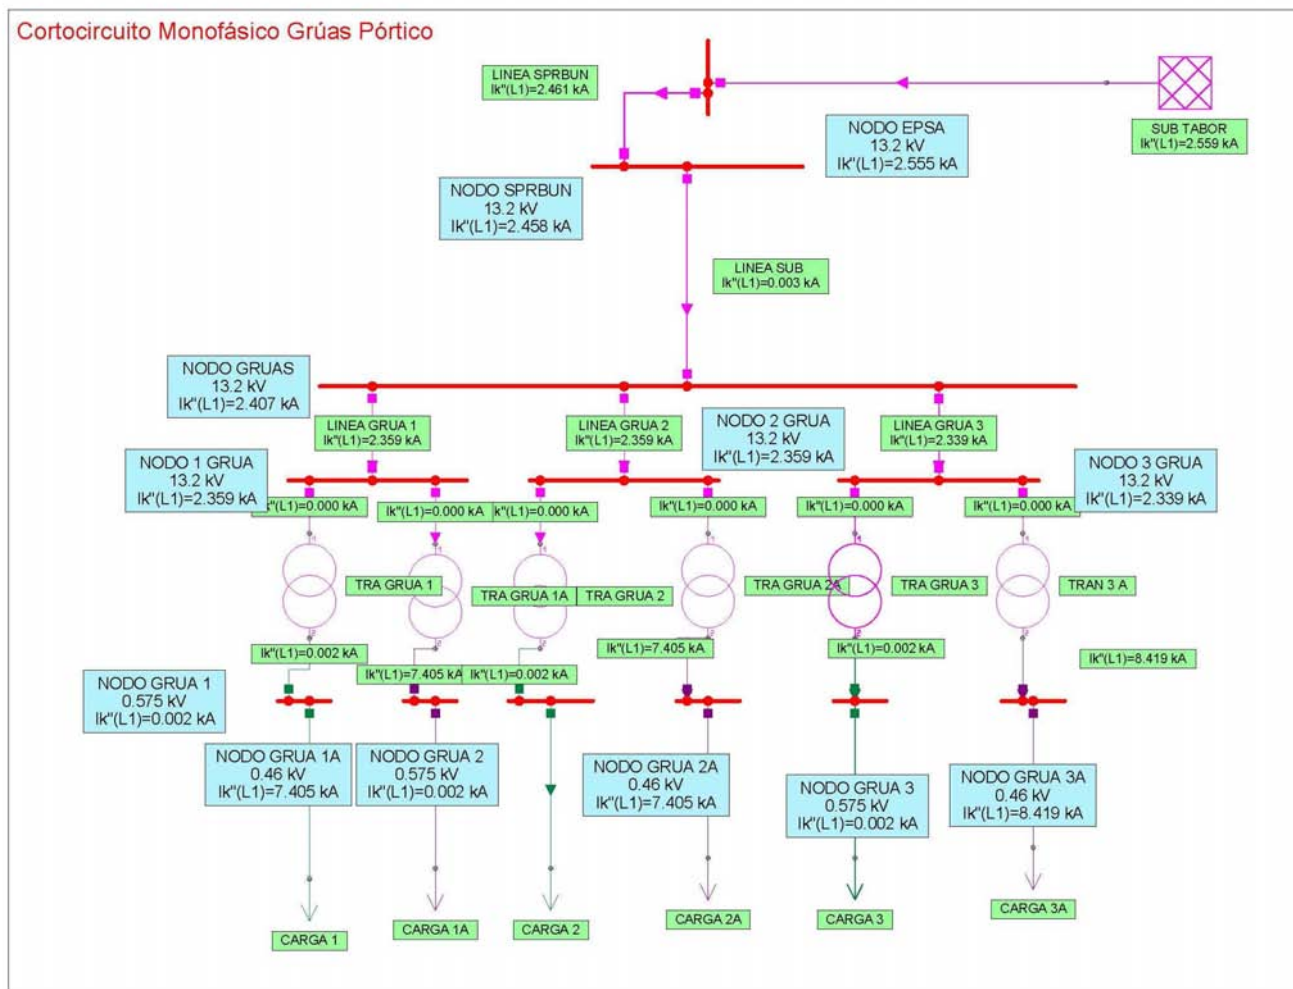 Cortocircuito Monofásico Grúas Pórtico
LINEA SPRBUN
Ik"(L1)=2.461 kA
SUB TABOR
Ik"(L1)=2.559 kA
NODO EPSA
13.2 kV
Ik"(L1)=2.555 kA
NODO SPRBUN
13.2 kV
Ik"(L1)=2.458 kA
LINEA SUB
Ik"(L1)=0.003 kA
NODO GRUAS
13.2 kV
Ik"(L1)=2.407 kA
LINEA GRUA 1
Ik"(L1)=2.359 kA
LINEA GRUA 2
Ik"(L1)=2.359 kA
NODO 2 GRUA
13.2 kV
Ik"(L1)=2.359 kA
LINEA GRUA 3
Ik"(L1)=2.339 kA
NODO 1 GRUA
13.2 kV
Ik"(L1)=2.359 kA
NODO 3 GRUA
13.2 kV
Ik"(L1)=2.339 kA
k"(L1)=0.000 kA
Ik"(L1)=0.000 kA
k"(L1)=0.000 kA
Ik"(L1)=0.000 kA
Ik"(L1)=0.000 kA
Ik"(L1)=0.000 kA
1
1
1
1
1
1
TRA GRUA 1
TRA GRUA 1A
TRA GRUA 2
TRA GRUA 2A
TRA GRUA 3
TRAN 3 A
2
2
2
2
2
2
Ik"(L1)=0.002 kA
Ik"(L1)=7.405 kA
Ik"(L1)=0.002 kA
Ik"(L1)=7.405 kA
Ik"(L1)=0.002 kA
Ik"(L1)=8.419 kA
NODO GRUA 1
0.575 kV
Ik"(L1)=0.002 kA
NODO GRUA 1A
0.46 kV
Ik"(L1)=7.405 kA
NODO GRUA 2
0.575 kV
Ik"(L1)=0.002 kA
NODO GRUA 2A
0.46 kV
Ik"(L1)=7.405 kA
NODO GRUA 3
0.575 kV
Ik"(L1)=0.002 kA
NODO GRUA 3A
0.46 kV
Ik"(L1)=8.419 kA
CARGA 1
CARGA 1A
CARGA 2
CARGA 2A
CARGA 3
CARGA 3A